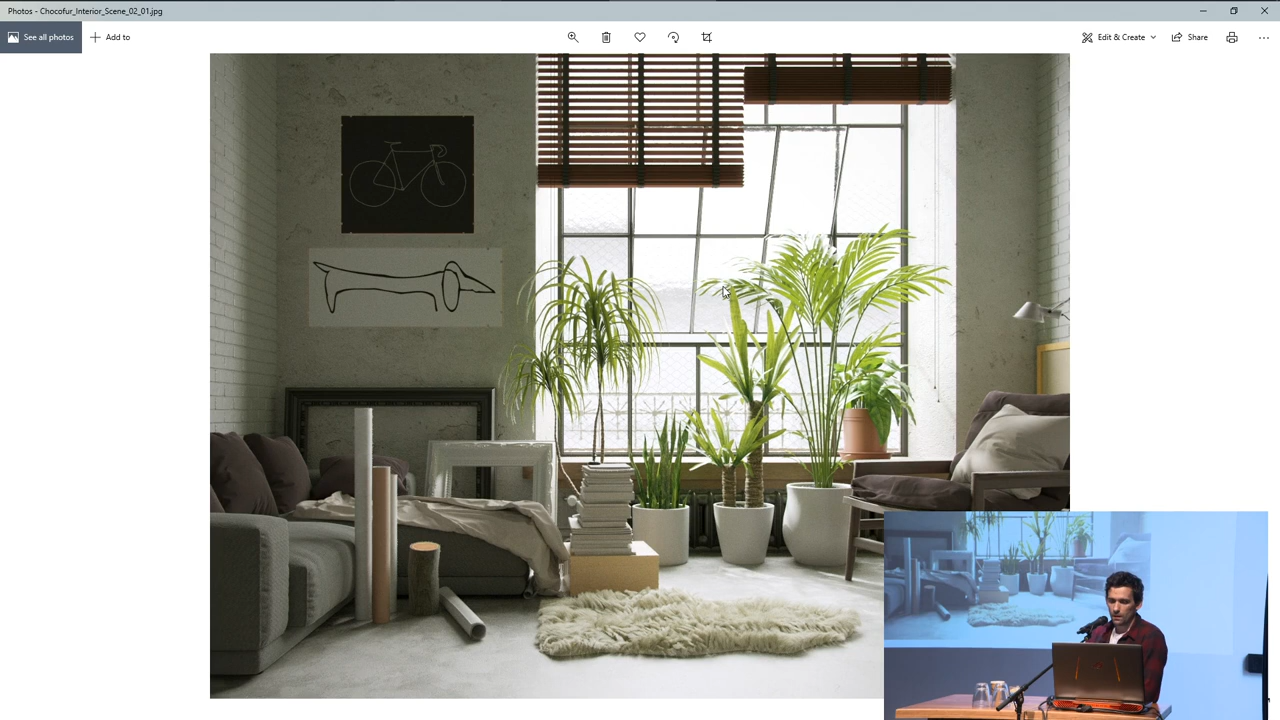 Photos - Chocofur_Interior_Scene_02_01.jpg
See all photos
Add to
Edit & Create
Share